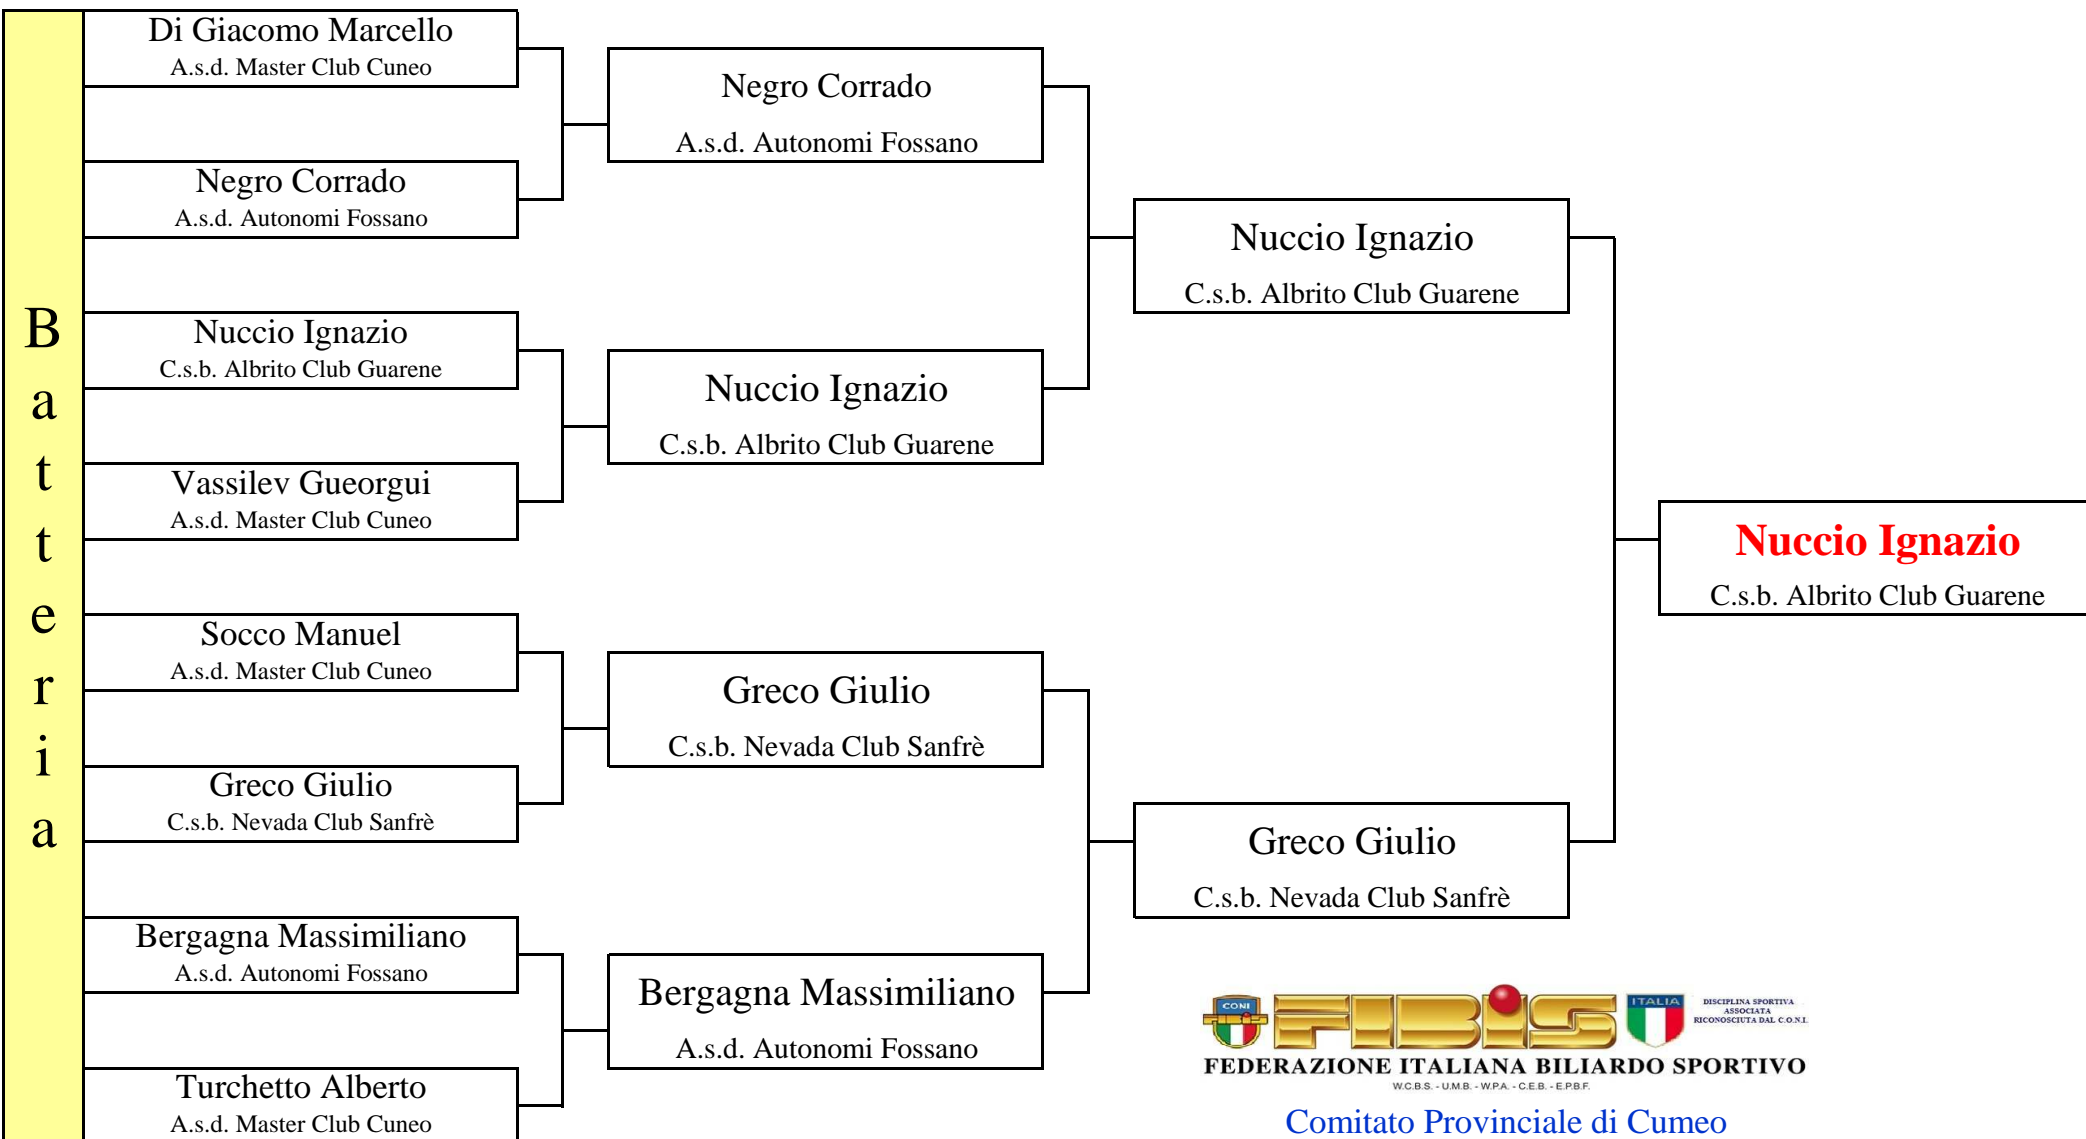 Batteria
Di Giacomo Marcello
A.s.d. Master Club Cuneo
Negro Corrado
A.s.d. Autonomi Fossano
Nuccio Ignazio
C.s.b. Albrito Club Guarene
Vassilev Gueorgui
A.s.d. Master Club Cuneo
Socco Manuel
A.s.d. Master Club Cuneo
Greco Giulio
C.s.b. Nevada Club Sanfrè
Bergagna Massimiliano
A.s.d. Autonomi Fossano
Turchetto Alberto
A.s.d. Master Club Cuneo
Negro Corrado
A.s.d. Autonomi Fossano
Nuccio Ignazio
C.s.b. Albrito Club Guarene
Greco Giulio
C.s.b. Nevada Club Sanfrè
Bergagna Massimiliano
A.s.d. Autonomi Fossano
Nuccio Ignazio
C.s.b. Albrito Club Guarene
Greco Giulio
C.s.b. Nevada Club Sanfrè
Nuccio Ignazio
C.s.b. Albrito Club Guarene
CONI
FIBiS
ITALIA
DISCIPLINA SPORTIVA
ASSOCIATA
RICONOSCIUTA DAL C.O.N.I.
FEDERAZIONE ITALIANA BILIARDO SPORTIVO
W.C.B.S. - U.M.B. - W.P.A. - C.E.B. - E.P.B.F.
Comitato Provinciale di Cumeo